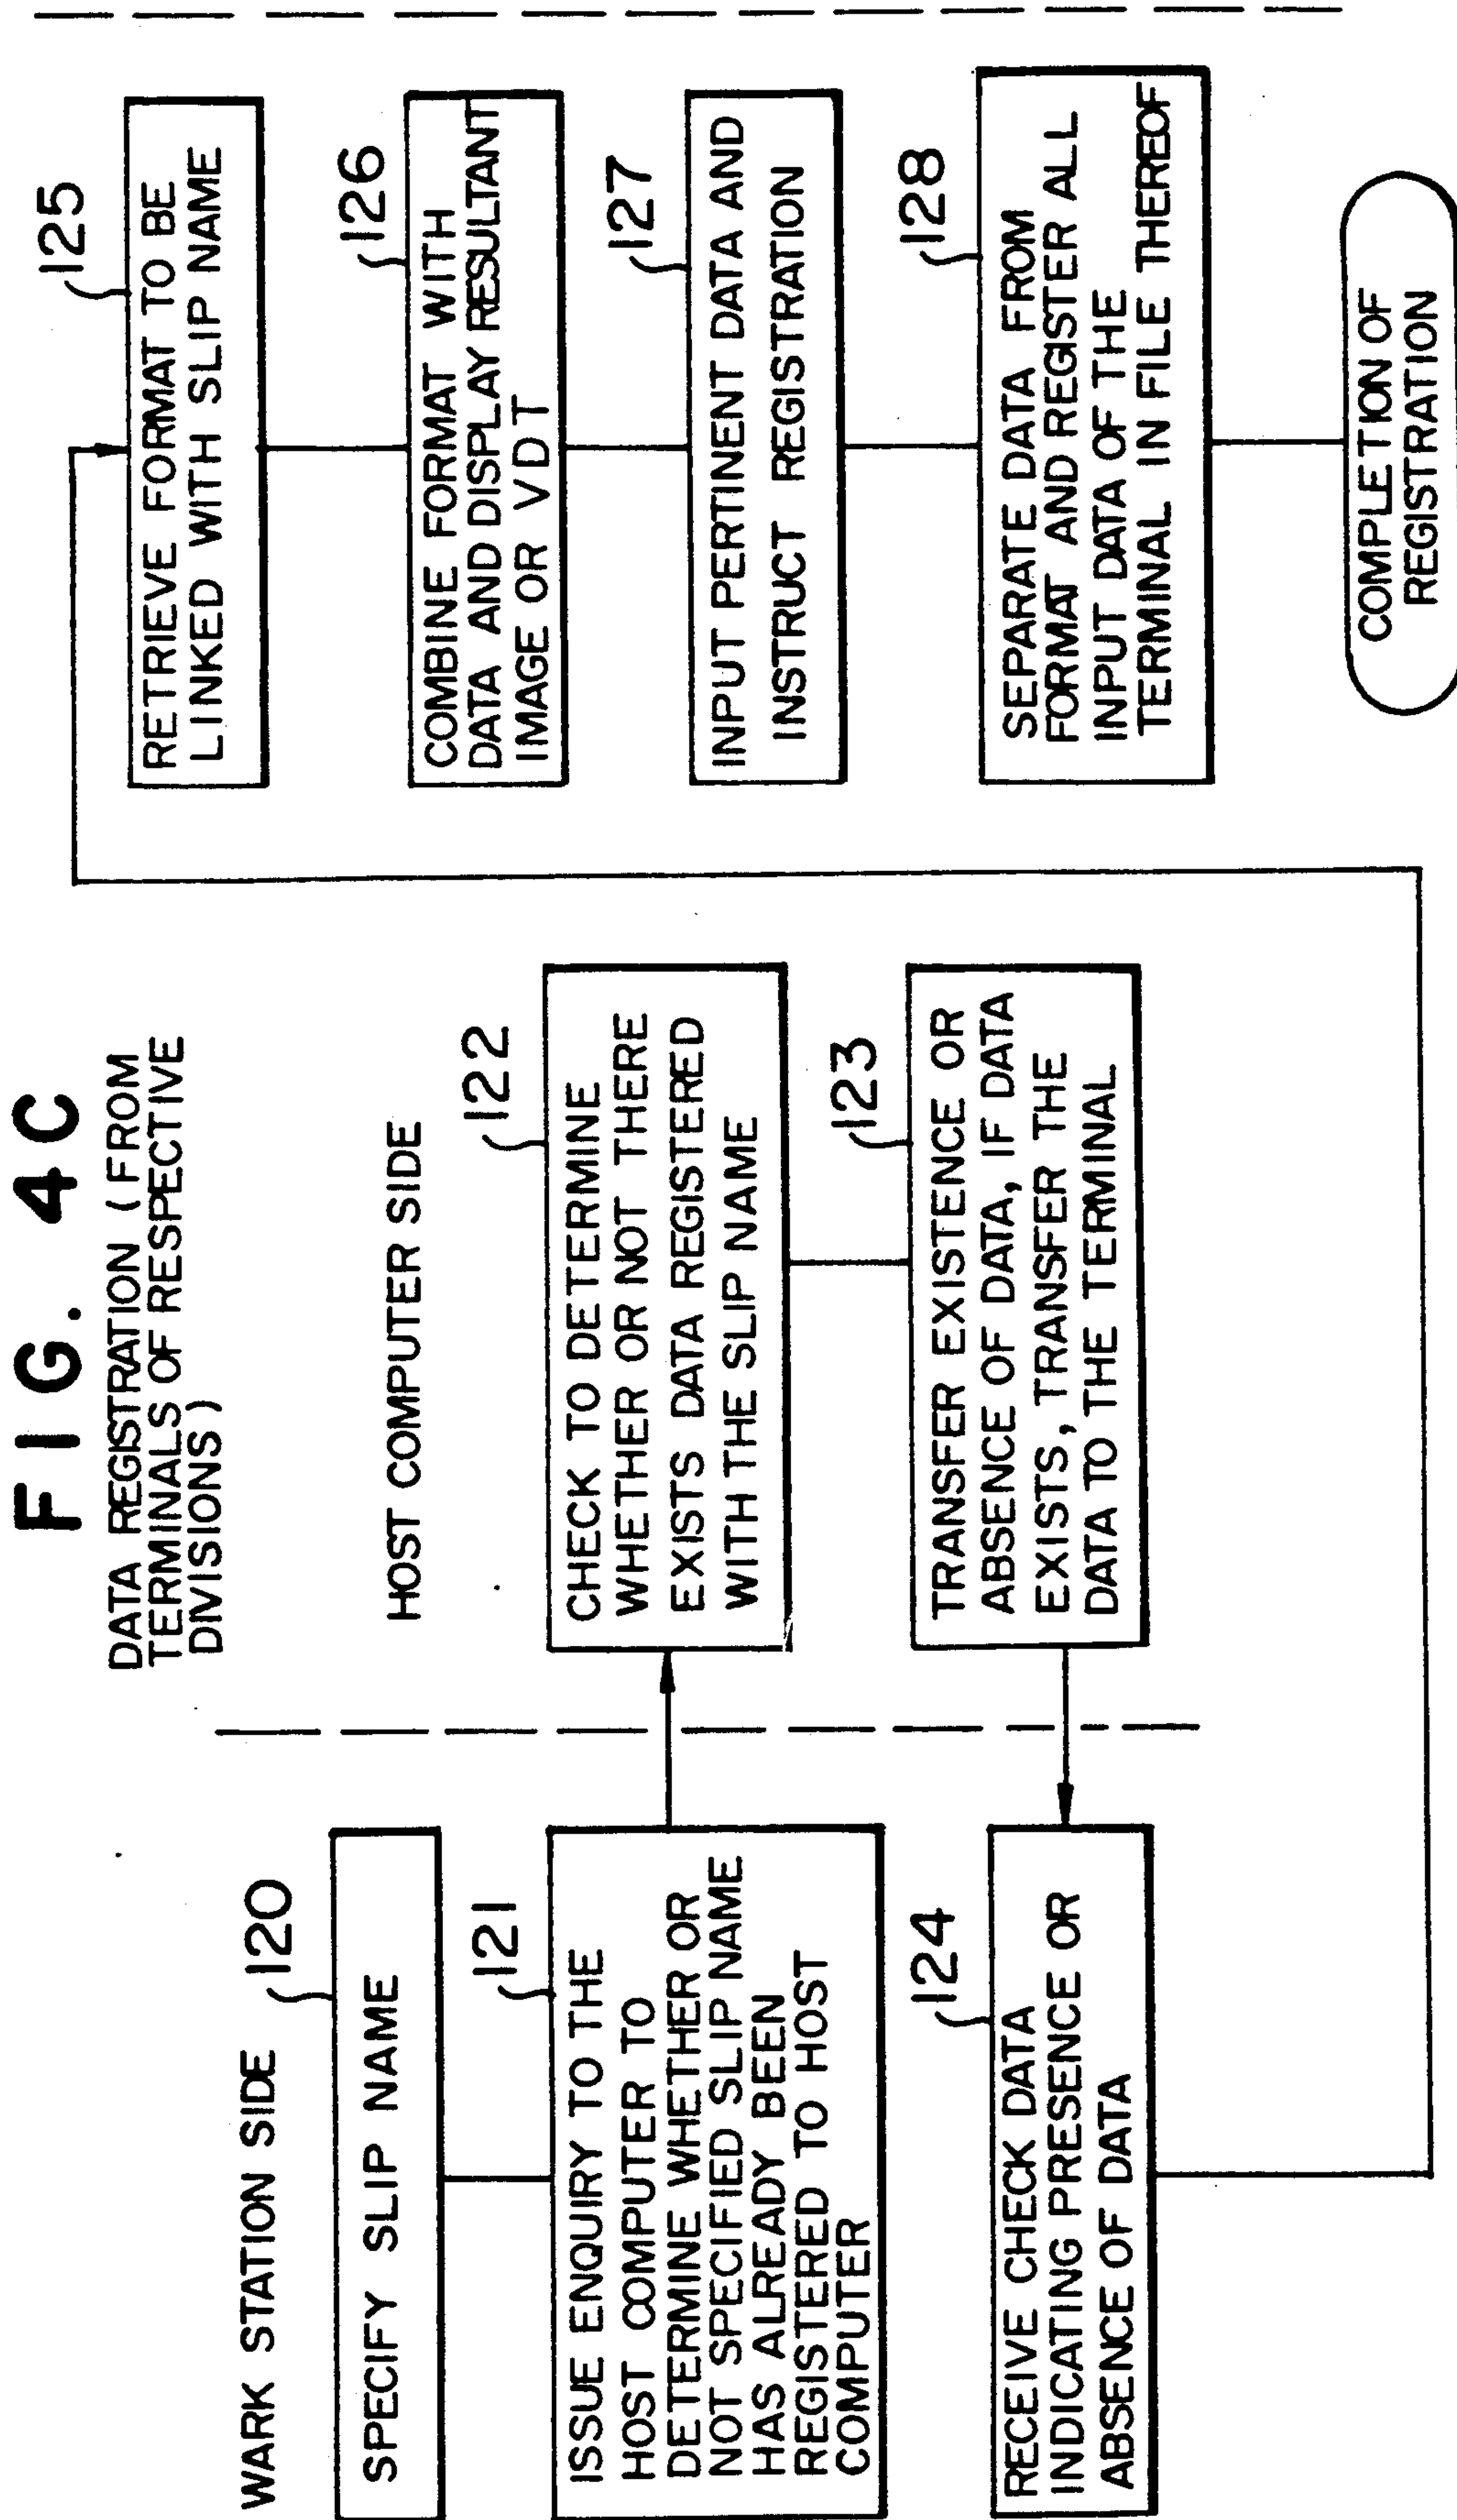 FIG. 4C
DATA REGISTRATION (FROM
TERMINALS OF RESPECTIVE
DIVISIONS)
WARK STATION SIDE
HOST COMPUTER SIDE
120
SPECIFY SLIP NAME
121
ISSUE ENQUIRY TO THE
HOST COMPUTER TO
DETERMINE WHETHER OR
NOT SPECIFIED SLIP NAME
HAS ALREADY BEEN
REGISTERED TO HOST
COMPUTER
122
CHECK TO DETERMINE
WHETHER OR NOT THERE
EXISTS DATA REGISTERED
WITH THE SLIP NAME
123
TRANSFER EXISTENCE OR
ABSENCE OF DATA, IF DATA
EXISTS, TRANSFER THE
DATA TO THE TERMINAL
124
RECEIVE CHECK DATA
INDICATING PRESENCE OR
ABSENCE OF DATA
125
RETRIEVE FORMAT TO BE
LINKED WITH SLIP NAME
126
COMBINE FORMAT WITH
DATA AND DISPLAY RESULTANT
IMAGE OR VDT
127
INPUT PERTINENT DATA AND
INSTRUCT REGISTRATION
128
SEPARATE DATA FROM
FORMAT AND REGISTER ALL
INPUT DATA OF THE
TERMINAL IN FILE THEREOF
COMPLETION OF
REGISTRATION